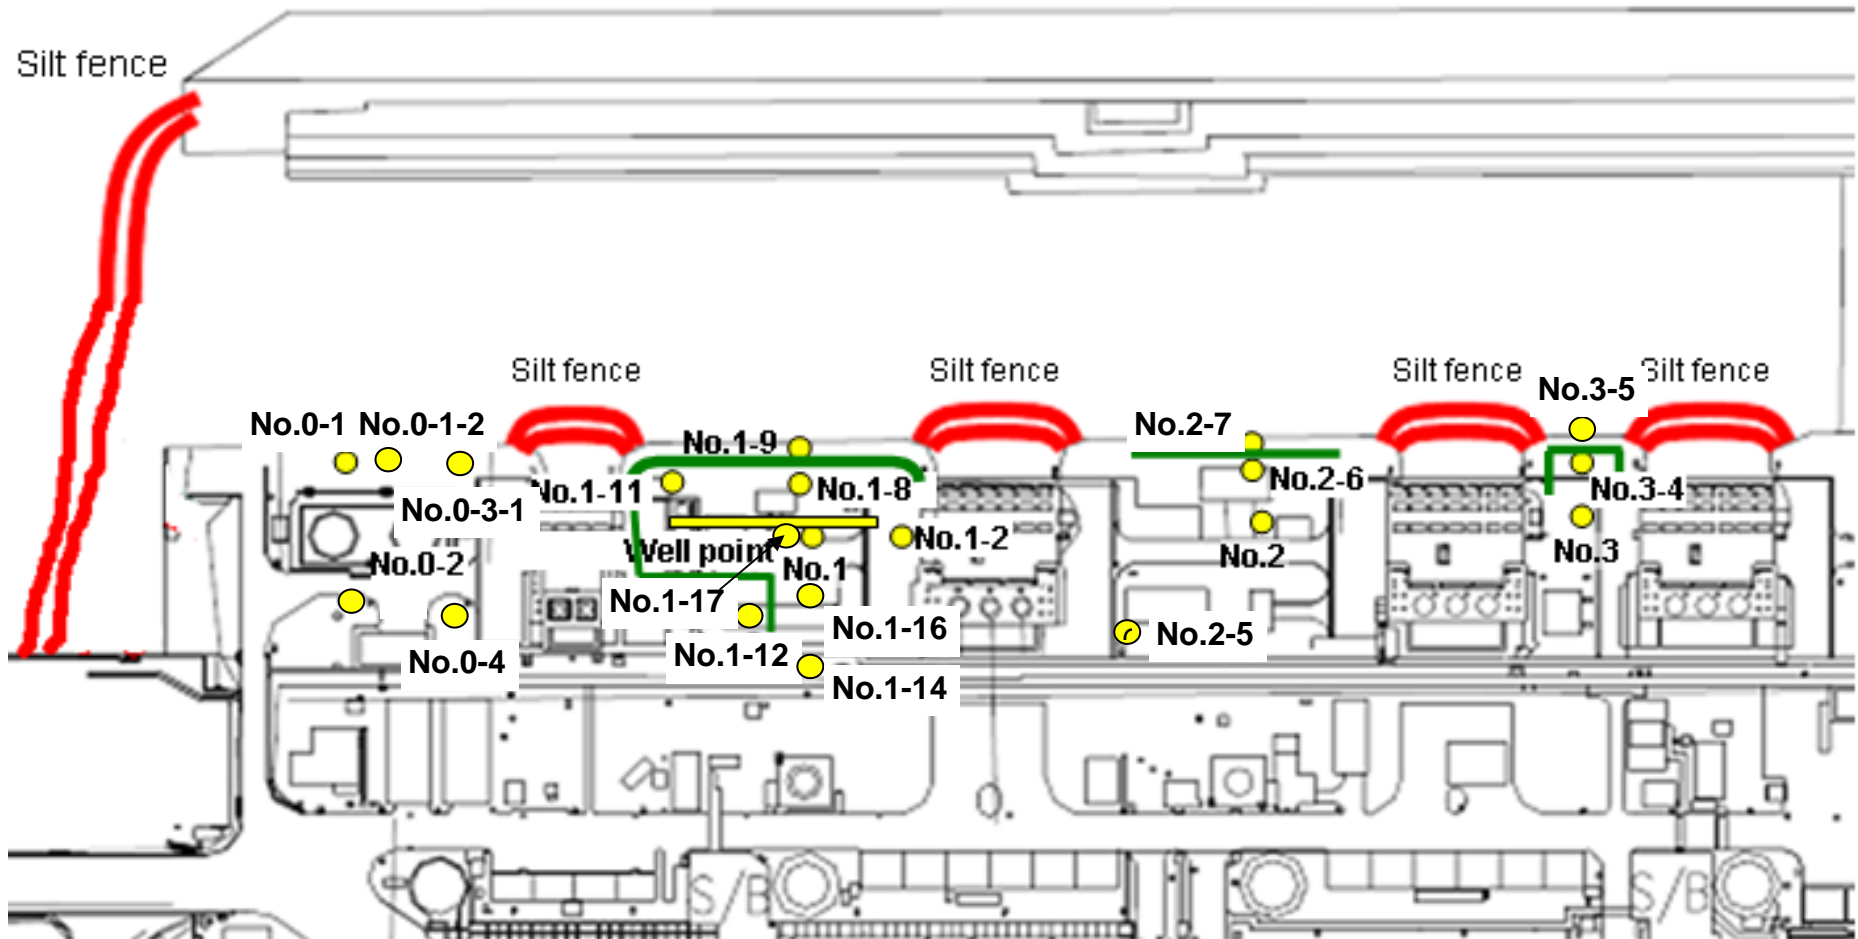 Silt fence
Silt fence
Silt fence
Silt fence
Silt fence
No.3-5
No.0-1
No.0-1-2
No.1-9
No.2-7
No.2-6
No.1-11
No.1-8
No.3-4
No.0-3-1
No.1-2
Well point
No.2
No.3
No.0-2
No.1
No.1-17
No.1-16
No.2-5
No.1-12
No.0-4
No.1-14
S/B
S/B